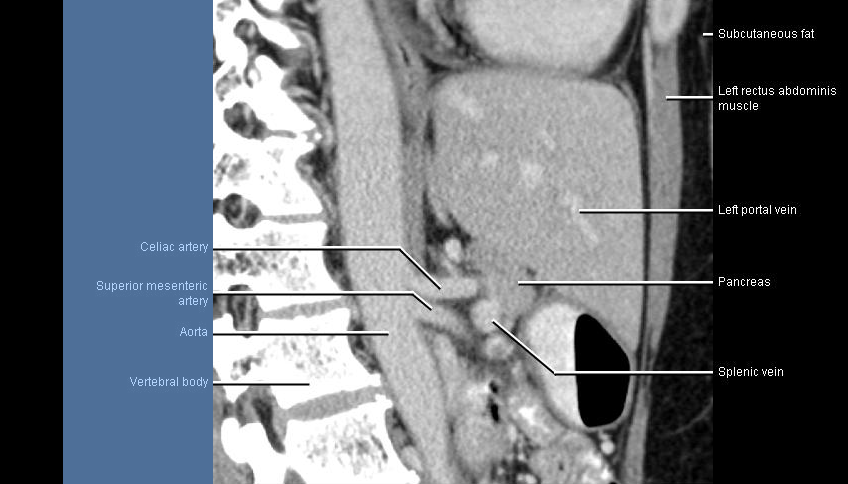 Subcutaneous fat
Left rectus abdominis
muscle
Left portal vein
Celiac artery
Pancreas
Superior mesenteric
artery
Aorta
Splenic vein
Vertebral body